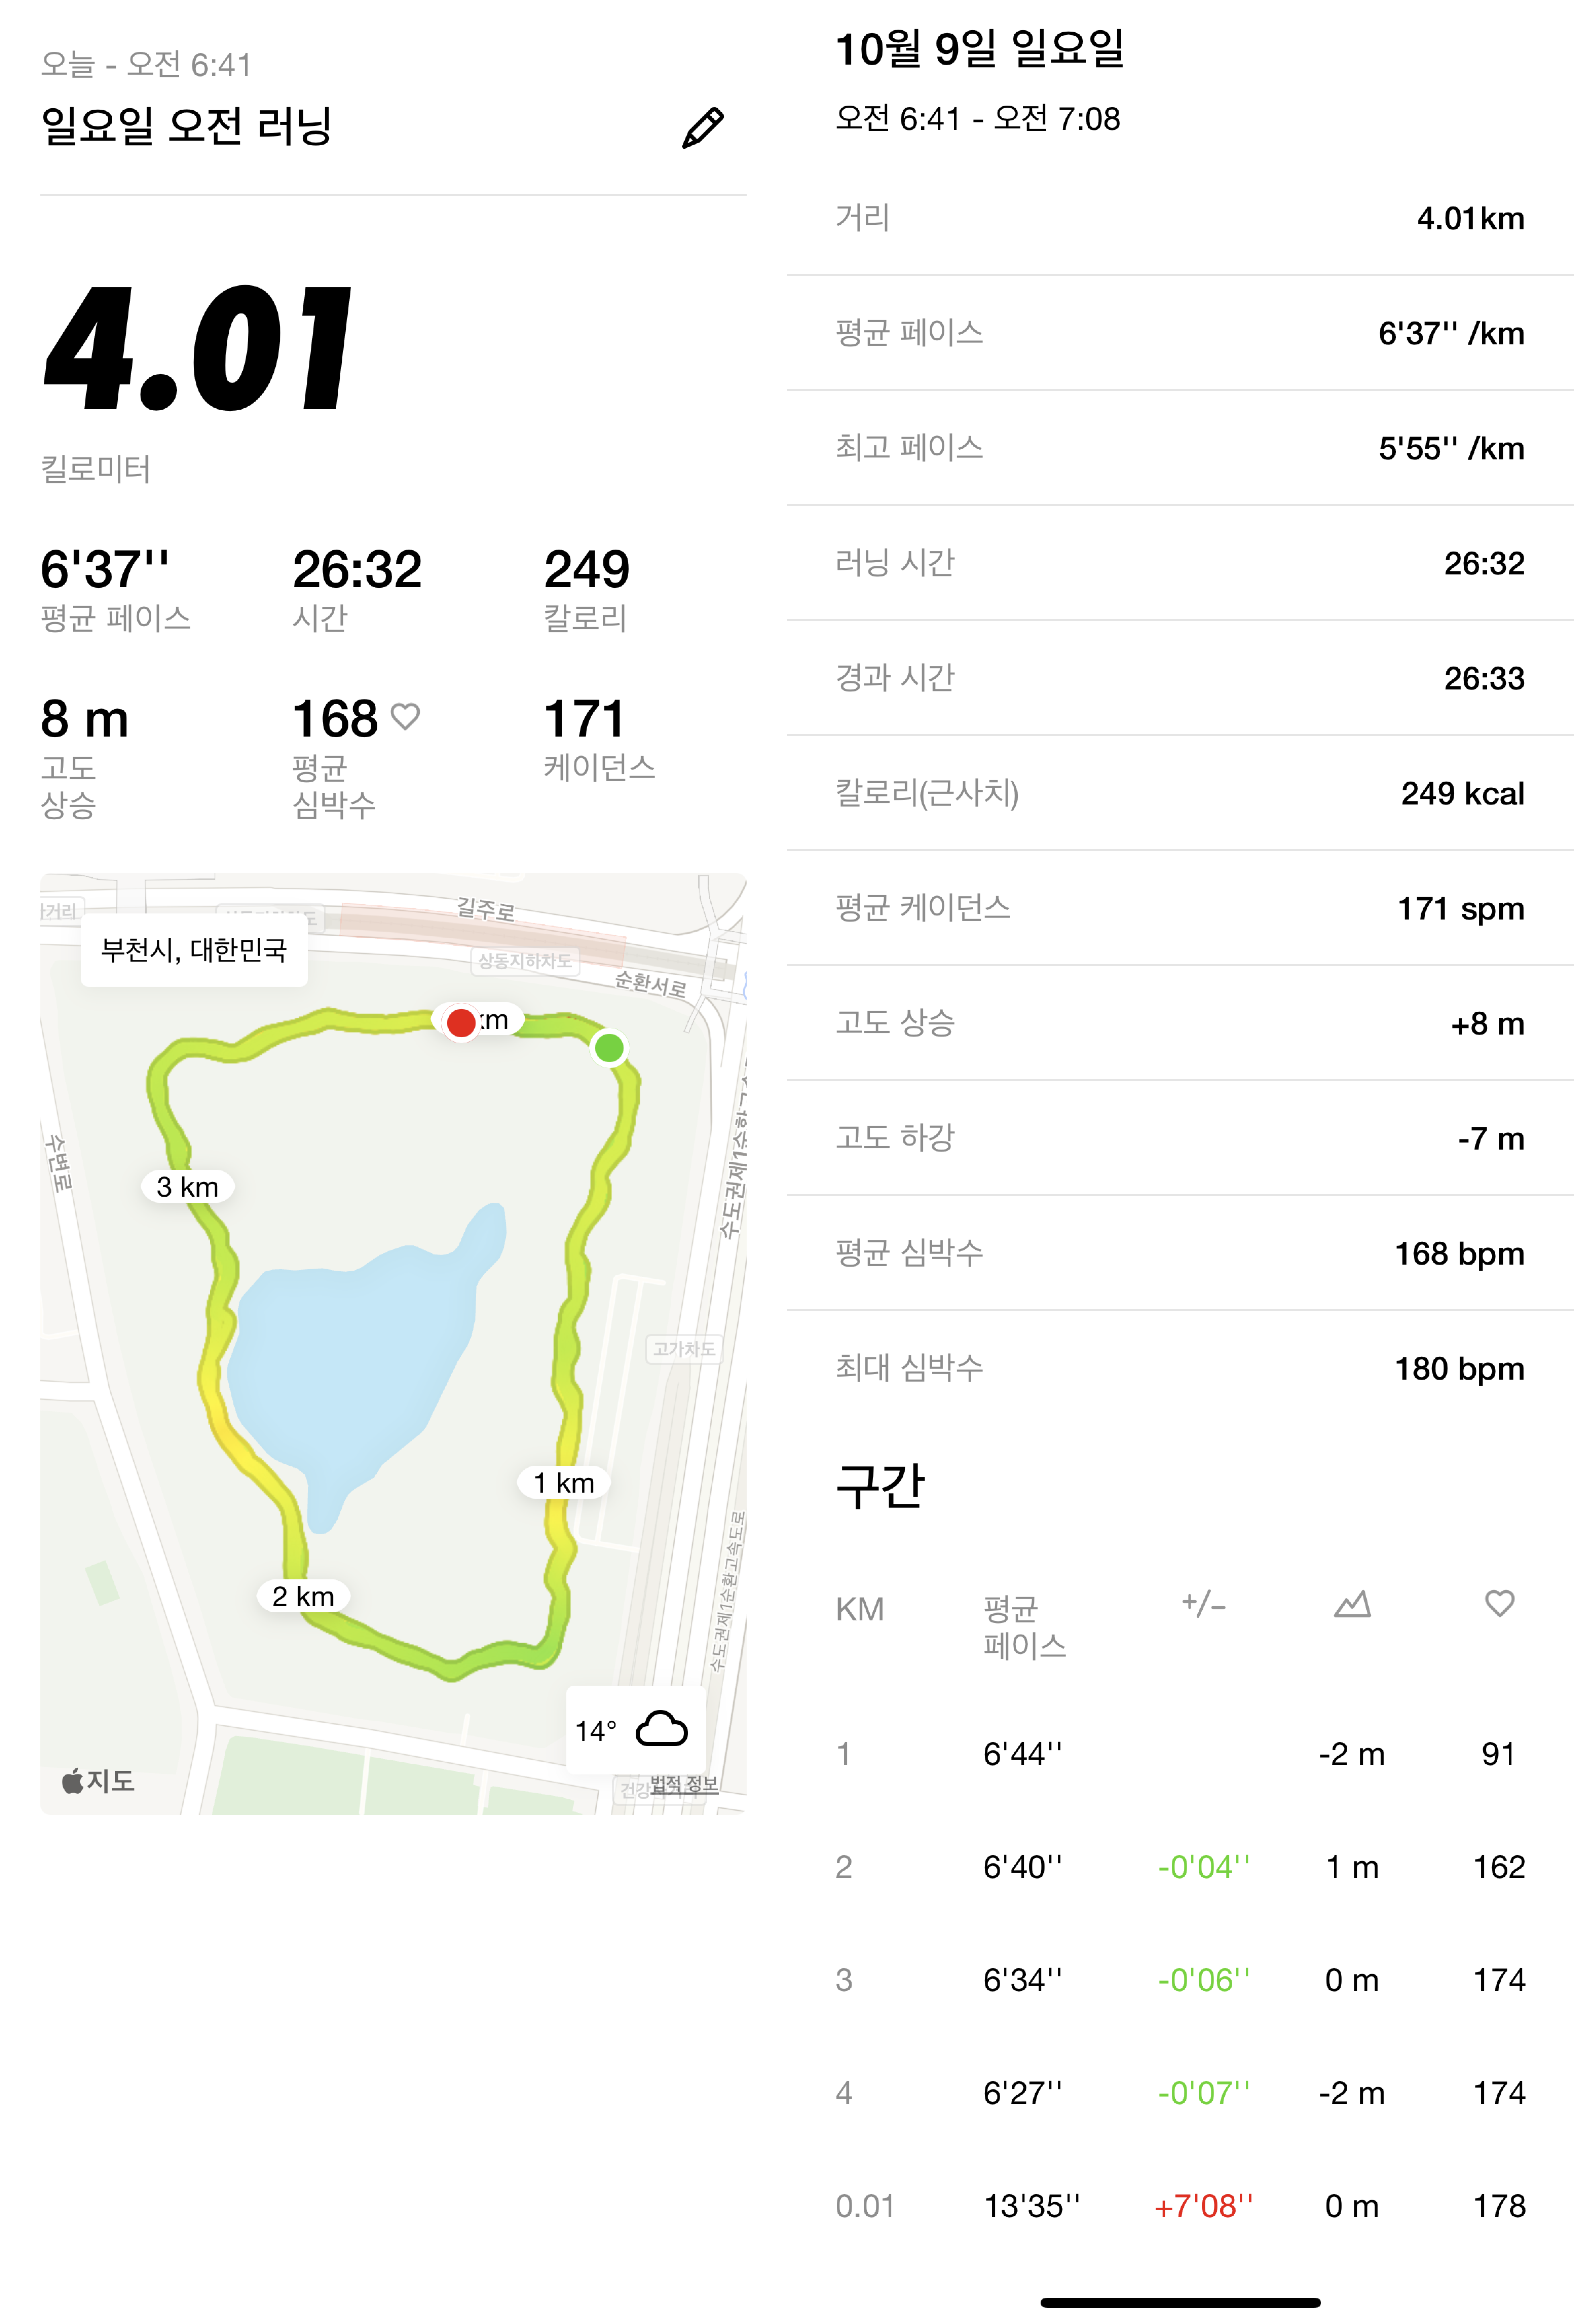 오늘 - 오전 6:41
일요일 오전 러닝
4.01
킬로미터
6'37'' 26:32 249
평균 페이스 시간 칼로리
8 m 168 171
고도 평균 케이던스
상승 심박수
길주로
부천시, 대한민국
상동지하차도
순환서로
km
수변로
3 km
고가차도
1 km
2 km
수도권제1순환고속도로
14°
지도
법적 정보
10월 9일 일요일
오전 6:41 - 오전 7:08
거리 4.01km
평균 페이스 6'37'' /km
최고 페이스 5'55'' /km
러닝 시간 26:32
경과 시간 26:33
칼로리(근사치) 249 kcal
평균 케이던스 171 spm
고도 상승 +8 m
고도 하강 -7 m
평균 심박수 168 bpm
최대 심박수 180 bpm
구간
KM 평균 +/-
페이스
1 6'44'' -2 m 91
2 6'40'' -0'04'' 1 m 162
3 6'34'' -0'06'' 0 m 174
4 6'27'' -0'07'' -2 m 174
0.01 13'35'' +7'08'' 0 m 178